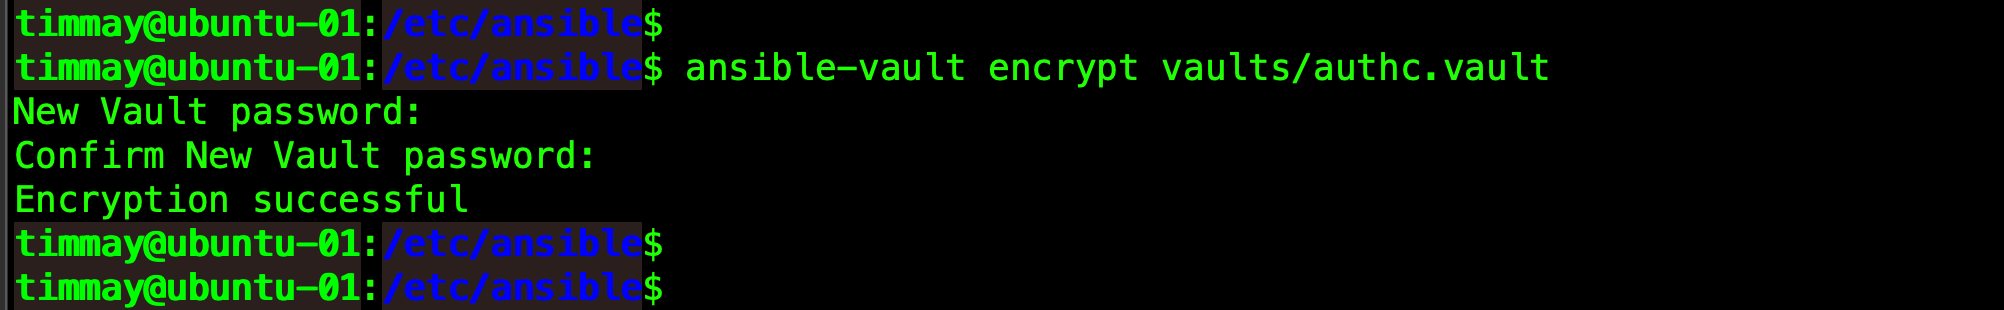 timmay@ubuntu-01:/etc/ansible$
timmay@ubuntu-01:/etc/ansible$ ansible-vault encrypt vaults/authc.vault
New Vault password:
Confirm New Vault password:
Encryption successful
timmay@ubuntu-01:/etc/ansible$
timmay@ubuntu-01:/etc/ansible$